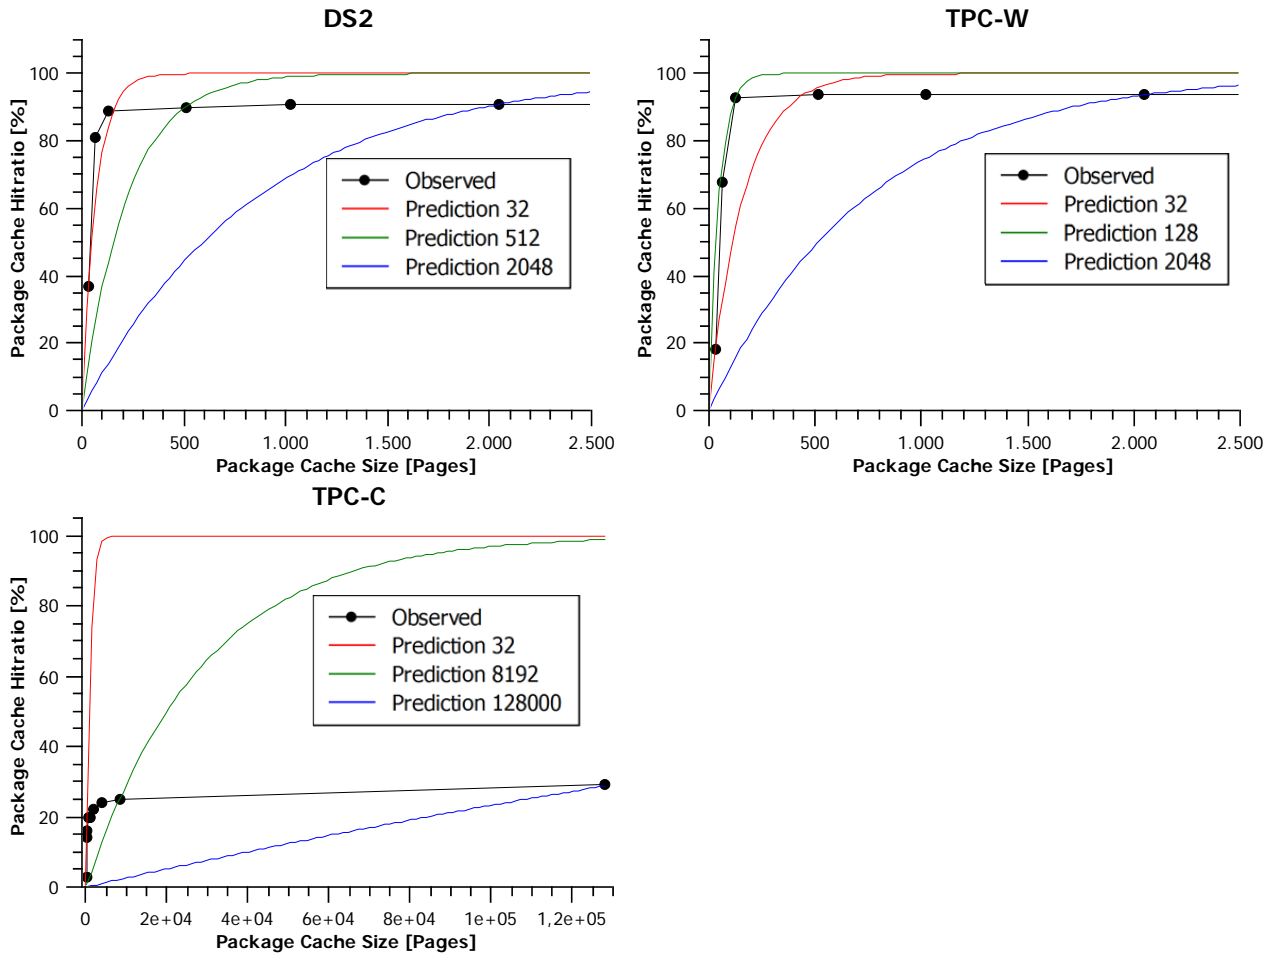 DS2
Package Cache Hitratio [%]
100
80
60
40
20
0
Observed
Prediction 32
Prediction 512
Prediction 2048
0 500 1.000 1.500 2.000 2.500
Package Cache Size [Pages]
TPC-W
Package Cache Hitratio [%]
100
80
60
40
20
0
Observed
Prediction 32
Prediction 128
Prediction 2048
0 500 1.000 1.500 2.000 2.500
Package Cache Size [Pages]
TPC-C
Package Cache Hitratio [%]
100
80
60
40
20
0
Observed
Prediction 32
Prediction 8192
Prediction 128000
0 2e+04 4e+04 6e+04 8e+04 1e+05 1,2e+05
Package Cache Size [Pages]